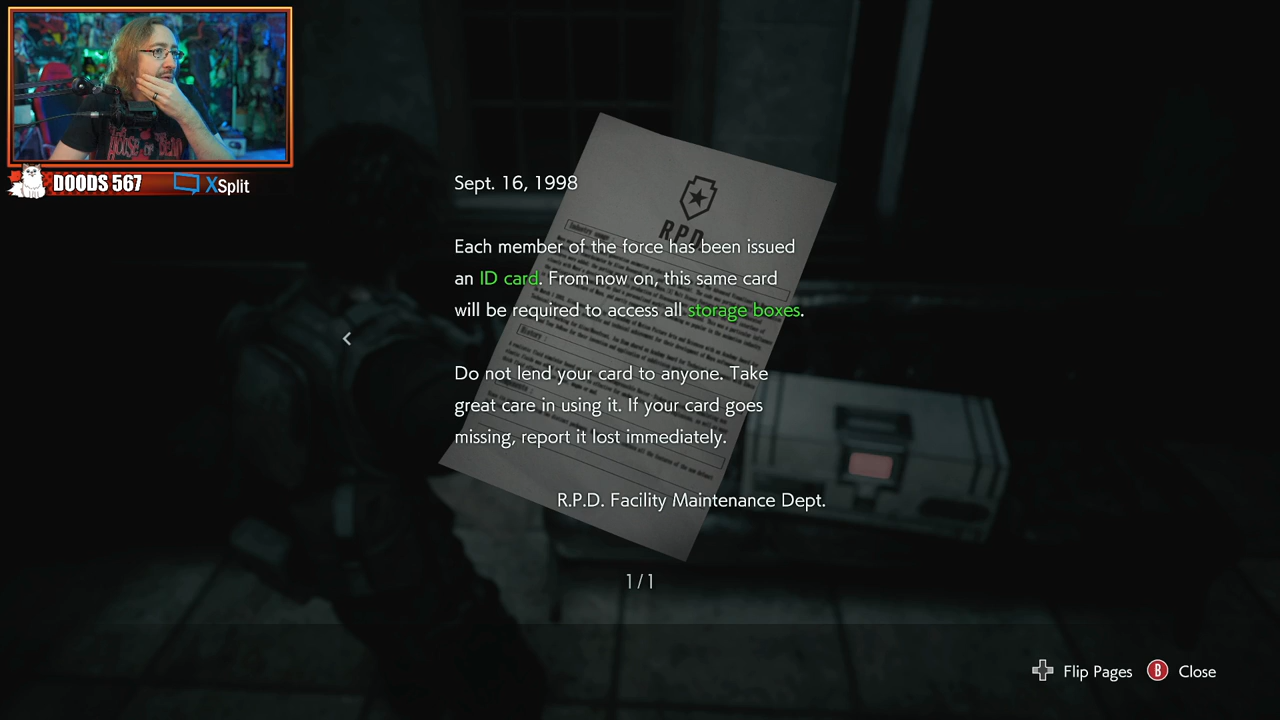 DOODS 567
XSplit
HOUSE OF
Sept. 16, 1998
R.P.D.
Each member of the force has been issued
an ID card. From now on, this same card
will be required to access all storage boxes.
Do not lend your card to anyone. Take
great care in using it. If your card goes
missing, report it lost immediately.
R.P.D. Facility Maintenance Dept.
1/1
Flip Pages B Close